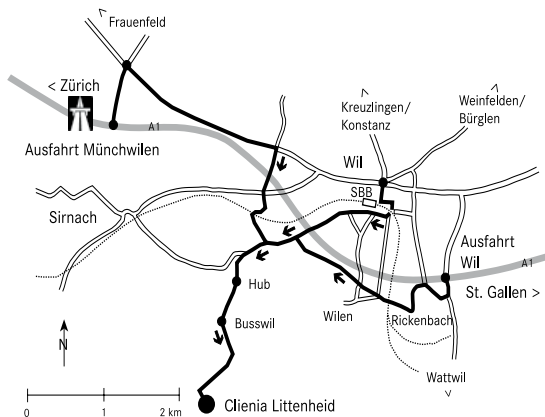 Frauenfeld
< Zürich
A1
Ausfahrt Münchwilen
Kreuzlingen/
Konstanz
Weinfelden/
Bürglen
Wil
SBB
Sirnach
Ausfahrt
Wil
A1
St. Gallen >
Hub
Wilen
Rickenbach
Busswil
N
Wattwil
0 1 2 km
Clienia Littenheid